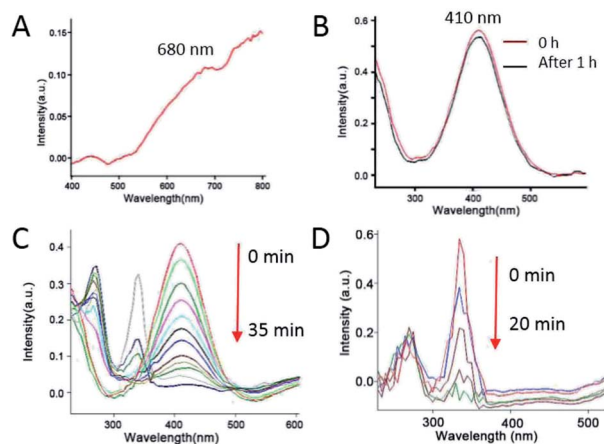 A
680 nm
0.15
0.10
0.05
0.00
Intensity(a.u.)
400 500 600 700 800
Wavelength(nm)
B
410 nm
0 h
After 1 h
0.6
0.4
0.2
0.0
Intensity(a.u.)
300 400 500
Wavelength(nm)
C
0 min
35 min
0.4
0.3
0.2
0.1
0.0
Intensity (a.u.)
300 400 500 600
Wavelength(nm)
D
0 min
20 min
0.6
0.4
0.2
0.0
Intensity (a.u.)
300 400 500
Wavelength(nm)